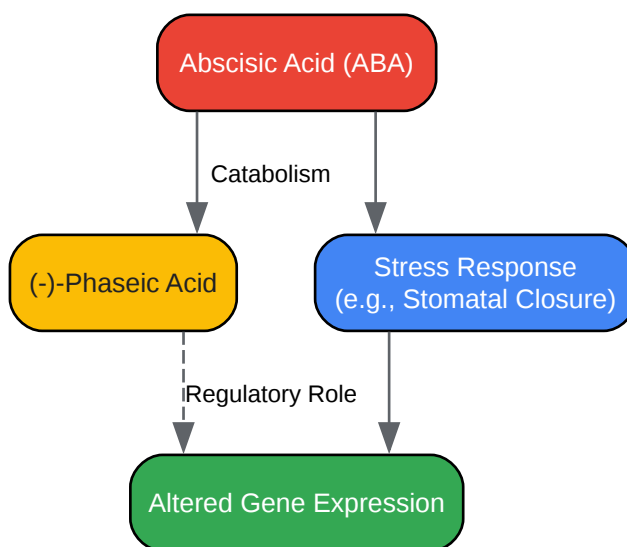 Abscisic Acid (ABA)
Catabolism
(-)-Phaseic Acid
Stress Response
(e.g., Stomatal Closure)
Regulatory Role
Altered Gene Expression